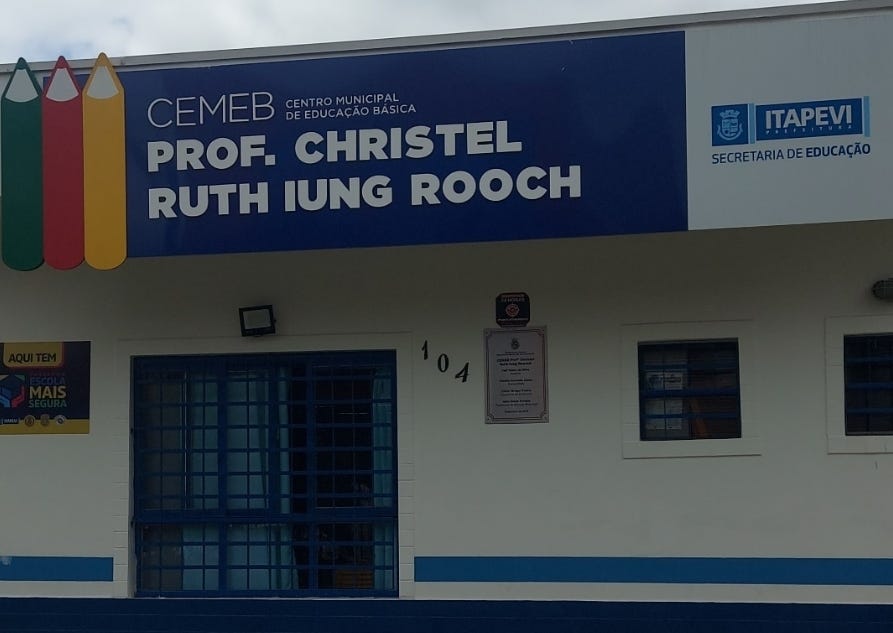 CEMEB CENTRO MUNICIPAL
DE EDUCAÇÃO BÁSICA
PROF. CHRISTEL
RUTH IUNG ROOCH
ITAPEVI
PREFEITURA
SECRETARIA DE EDUCAÇÃO
104
AQUI TEM
ESCOLA
MAIS
SEGURA